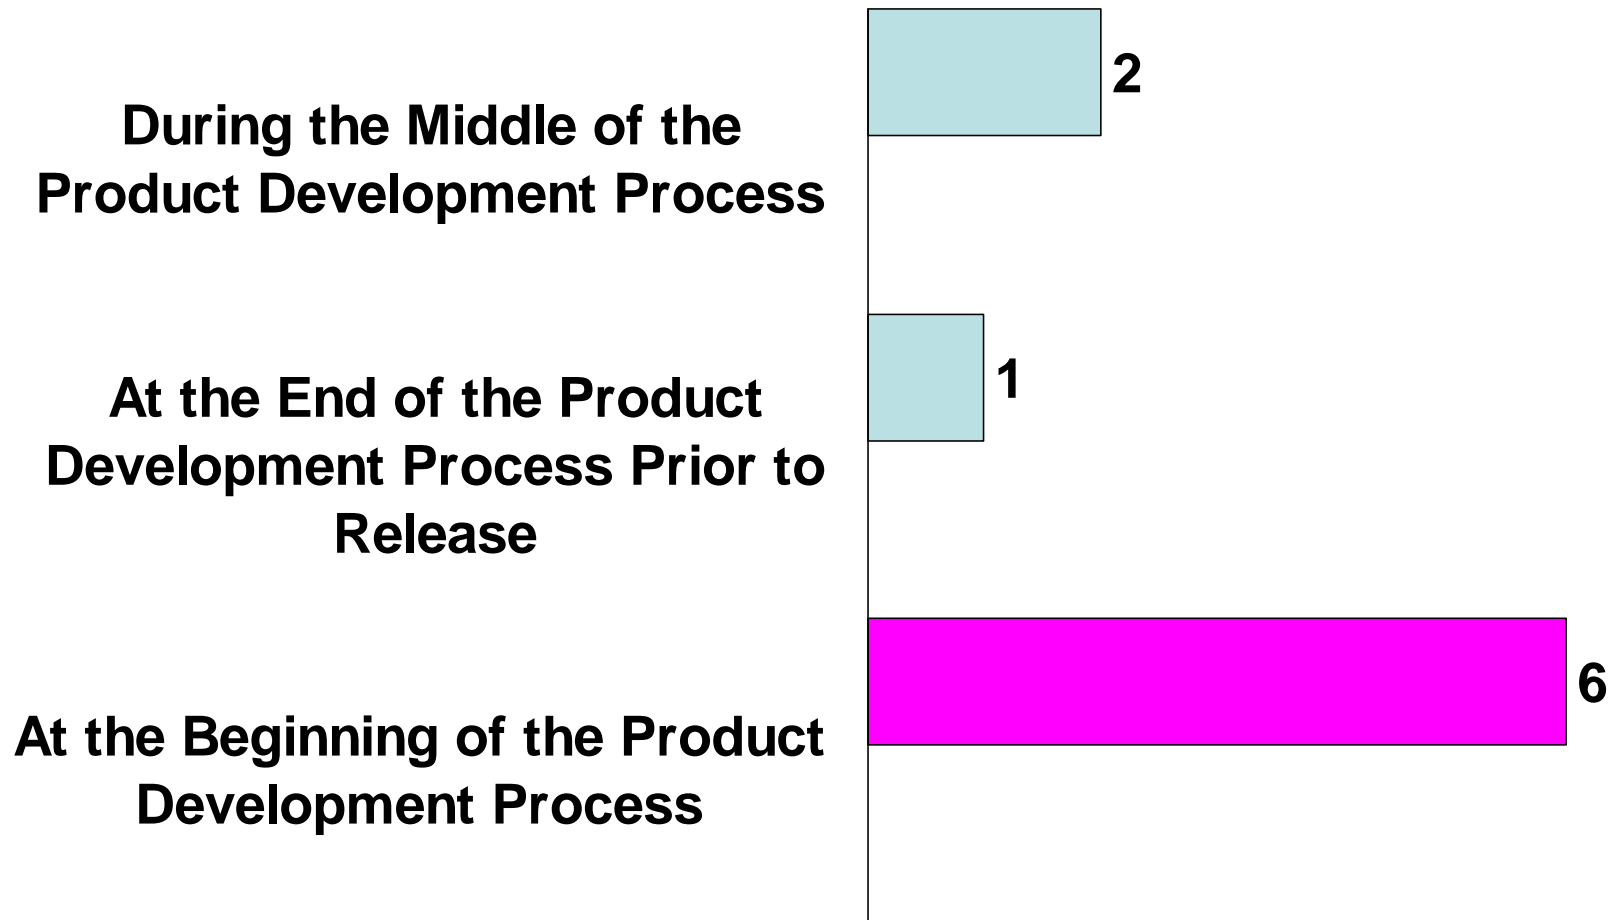 2
During the Middle of the
Product Development Process
1
At the End of the Product
Development Process Prior to
Release
6
At the Beginning of the Product
Development Process